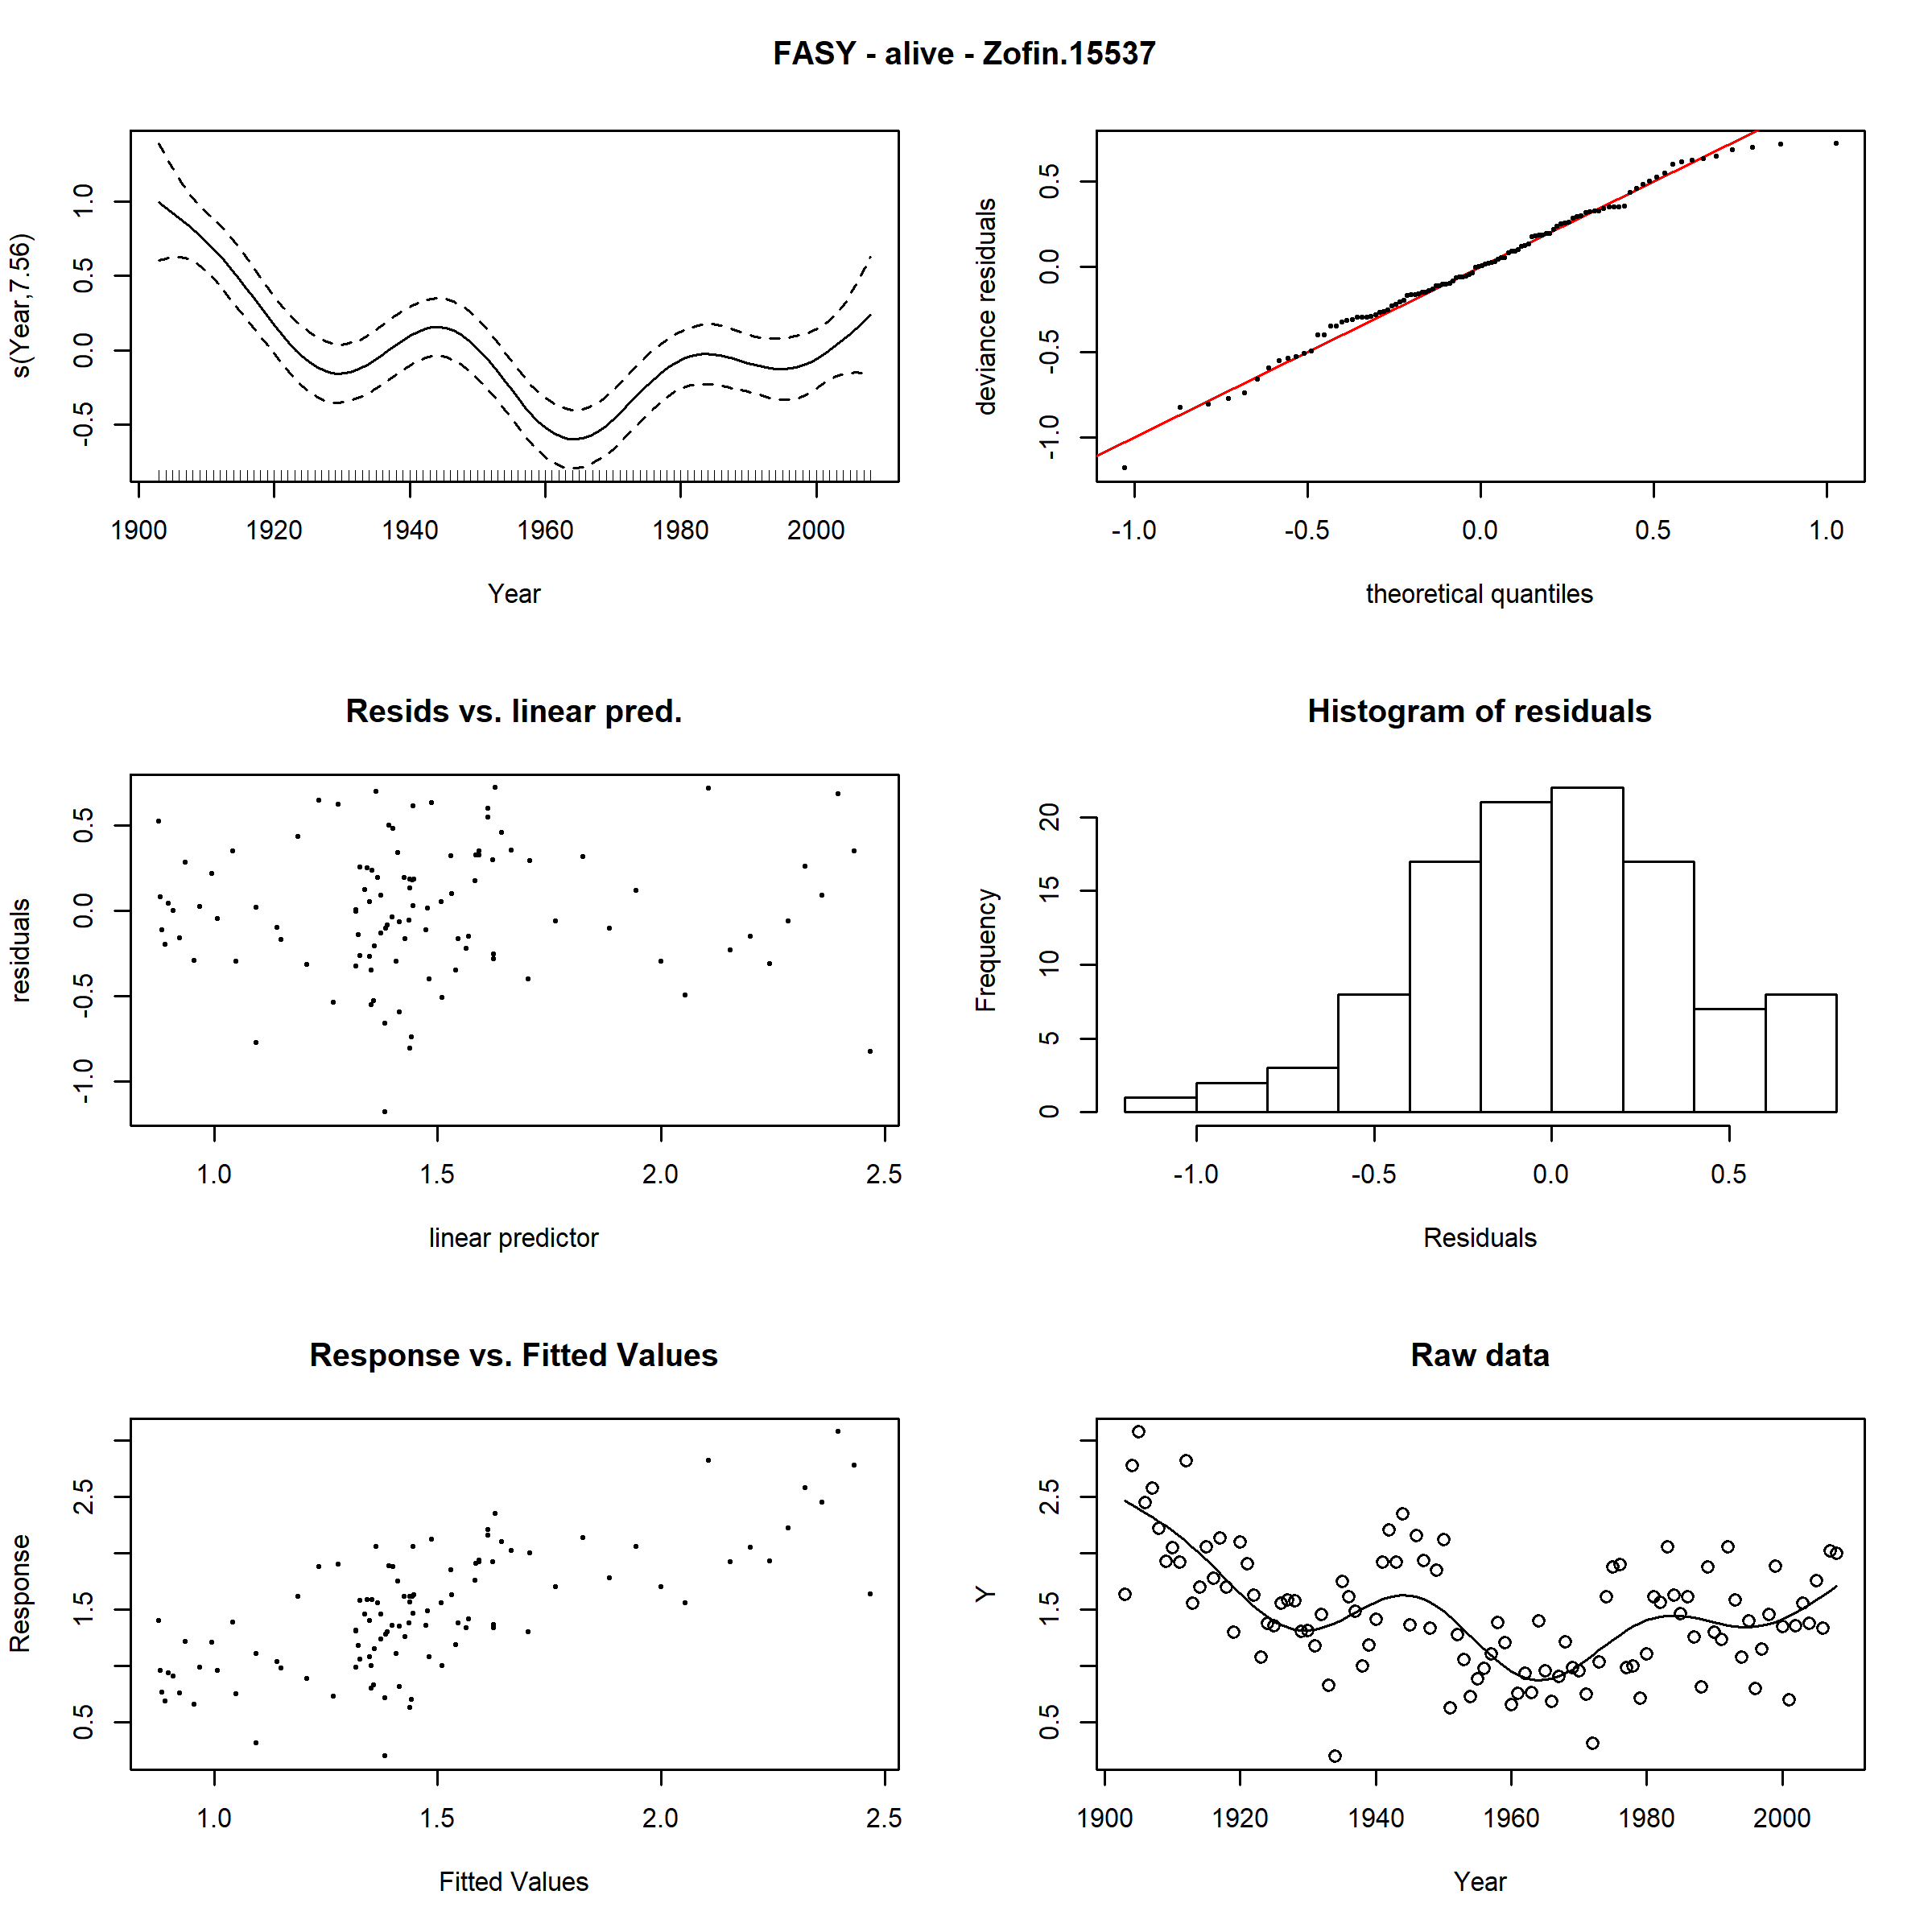 FASY - alive - Zofin.15537
s(Year,7.56)
1.0
0.5
0.0
-0.5
1900 1920 1940 1960 1980 2000
Year
deviance residuals
0.5
0.0
-0.5
-1.0
-1.0 -0.5 0.0 0.5 1.0
theoretical quantiles
Resids vs. linear pred.
residuals
0.5
0.0
-0.5
-1.0
1.0 1.5 2.0 2.5
linear predictor
Histogram of residuals
Frequency
20
15
10
5
0
-1.0 -0.5 0.0 0.5
Residuals
Response vs. Fitted Values
Response
2.5
1.5
0.5
1.0 1.5 2.0 2.5
Fitted Values
Raw data
Y
2.5
1.5
0.5
1900 1920 1940 1960 1980 2000
Year